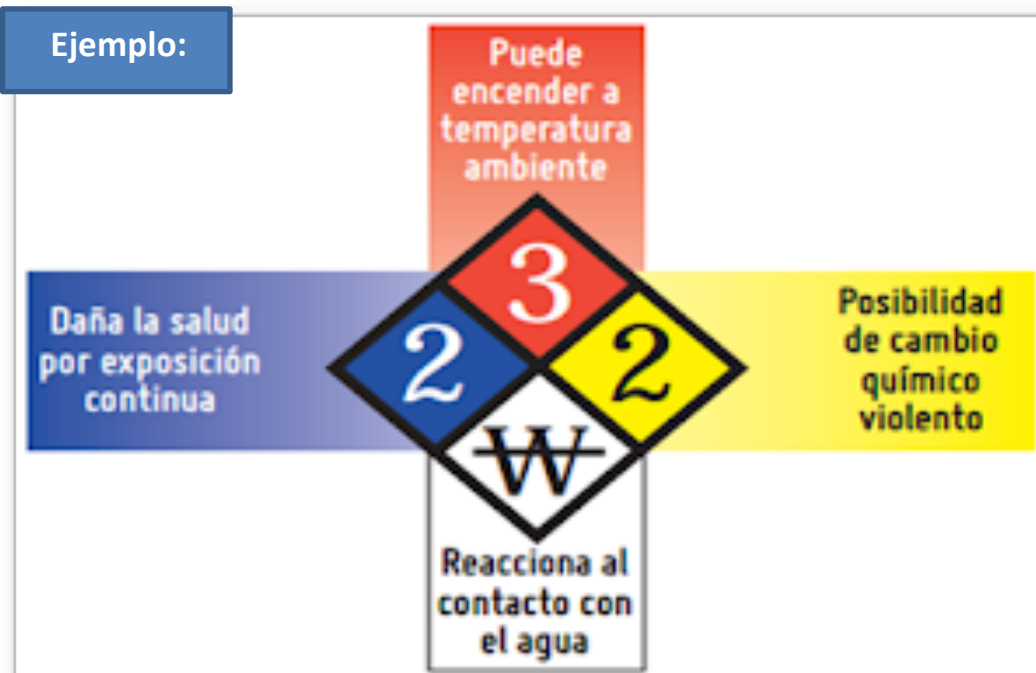 Ejemplo:
Puede
encender a
temperatura
ambiente
3
Daña la salud
por exposición
continua
2
2
Posibilidad
de cambio
químico
violento
W
Reacciona al
contacto con
el agua